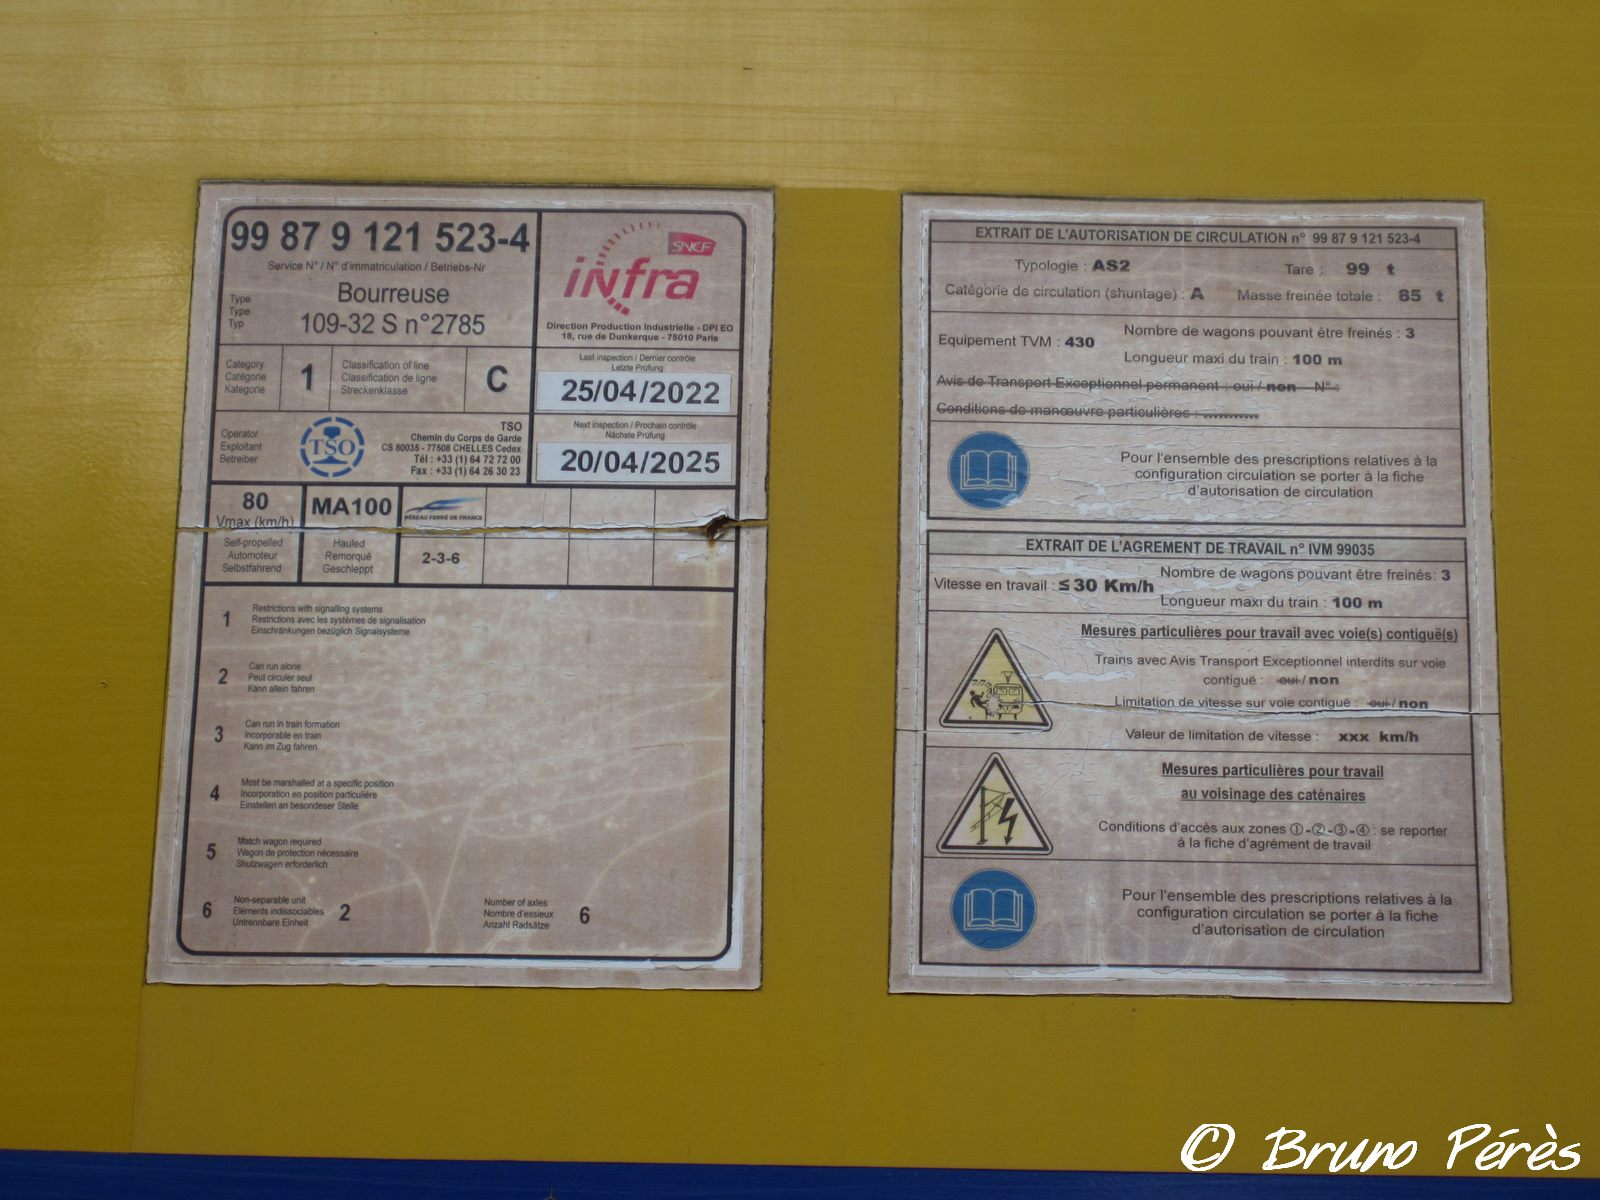 99 87 9 121 523-4
Service N° / N° d'immatriculation / Betriebs-Nr
Type
Type
Typ
Bourreuse
109-32 S n°2785
SNCF
infra
Direction Production Industrielle - DPI EO
18, rue de Dunkerque - 75010 Paris
Category
Catégorie
Kategorie
1
Classification of line
Classification de ligne
Streckenklasse
C
Last inspection / Dernier contrôle
Letzte Prüfung
25/04/2022
Operator
Exploitant
Betreiber
TSO
TSO
Chemin du Corps de Garde
CS 80035 - 77508 CHELLES Cedex
Tél : +33 (1) 64 72 72 00
Fax : +33 (1) 64 26 30 23
Next inspection / Prochain contrôle
Nächste Prüfung
20/04/2025
80
Vmax (km/h)
MA100
RÉSEAU FERRÉ DE FRANCE
Self-propelled
Automoteur
Selbstfahrend
Hauled
Remorqué
Geschleppt
2-3-6
1
Restrictions with signalling systems
Restrictions avec les systèmes de signalisation
Einschränkungen bezüglich Signalsysteme
2
Can run alone
Peut circuler seul
Kann allein fahren
3
Can run in train formation
Incorporable en train
Kann im Zug fahren
4
Must be marshalled at a specific position
Incorporation en position particulière
Einstellen an besondeser Stelle
5
Match wagon required
Wagon de protection nécessaire
Shutzwagen erforderlich
6
Non-separable unit
Eléments indissociables
Untrennbare Einheit
2
Number of axles
Nombre d'essieux
Anzahl Radsätze
6
EXTRAIT DE L'AUTORISATION DE CIRCULATION n° 99 87 9 121 523-4
Typologie : AS2 Tare : 99 t
Catégorie de circulation (shuntage) : A Masse freinée totale : 85 t
Equipement TVM : 430
Nombre de wagons pouvant être freinés : 3
Longueur maxi du train : 100 m
Avis de Transport Exceptionnel permanent : oui / non - N° :
Conditions de manœuvre particulières : ...........
Pour l'ensemble des prescriptions relatives à la
configuration circulation se porter à la fiche
d'autorisation de circulation
EXTRAIT DE L'AGREMENT DE TRAVAIL n° IVM 99035
Vitesse en travail : ≤ 30 Km/h
Nombre de wagons pouvant être freinés: 3
Longueur maxi du train : 100 m
Mesures particulières pour travail avec voie(s) contiguë(s)
Trains avec Avis Transport Exceptionnel interdits sur voie
contiguë : oui / non
Limitation de vitesse sur voie contiguë : oui / non
Valeur de limitation de vitesse : xxx km/h
Mesures particulières pour travail
au voisinage des caténaires
Conditions d'accès aux zones ①-②-③-④ : se reporter
à la fiche d'agrément de travail
Pour l'ensemble des prescriptions relatives à la
configuration circulation se porter à la fiche
d'autorisation de circulation
© Bruno Pérès